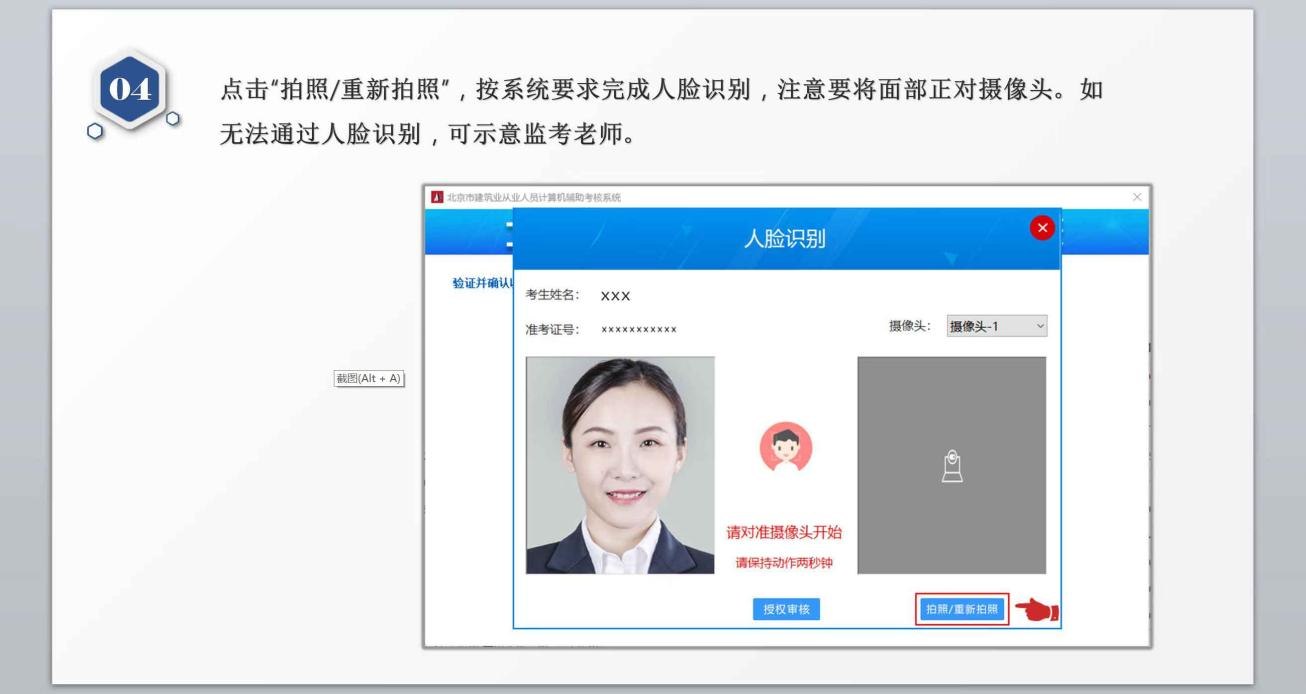 04
点击“拍照/重新拍照”，按系统要求完成人脸识别，注意要将面部正对摄像头。如
无法通过人脸识别，可示意监考老师。
北京市建筑业从业人员计算机辅助考核系统
人脸识别
验证并确认
考生姓名： XXX
准考证号： xxxxxxxxxxx
摄像头： 摄像头-1
截图(Alt + A)
请对准摄像头开始
请保持动作两秒钟
授权审核
拍照/重新拍照